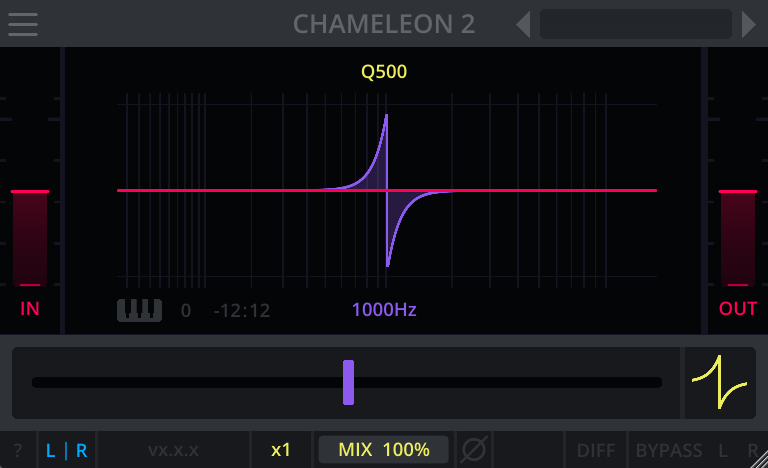 CHAMELEON 2
Q500
IN
0 -12:12 1000Hz
OUT
? L | R vx.x.x x1 MIX 100% DIFF BYPASS L R